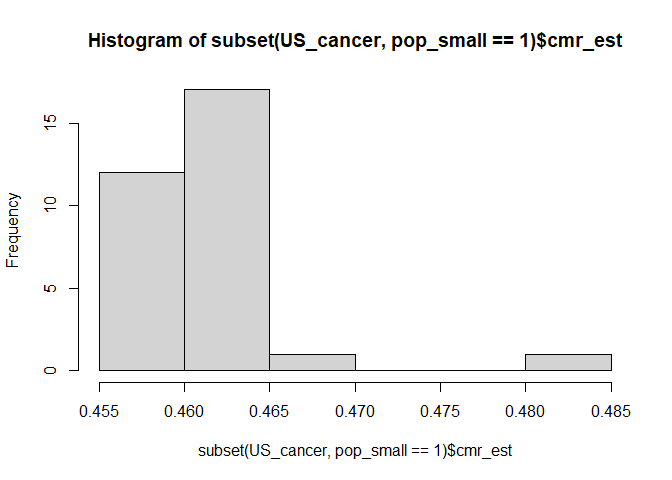 Histogram of subset(US_cancer, pop_small == 1)$cmr_est
Frequency
15
10
5
0
0.455 0.460 0.465 0.470 0.475 0.480 0.485
subset(US_cancer, pop_small == 1)$cmr_est